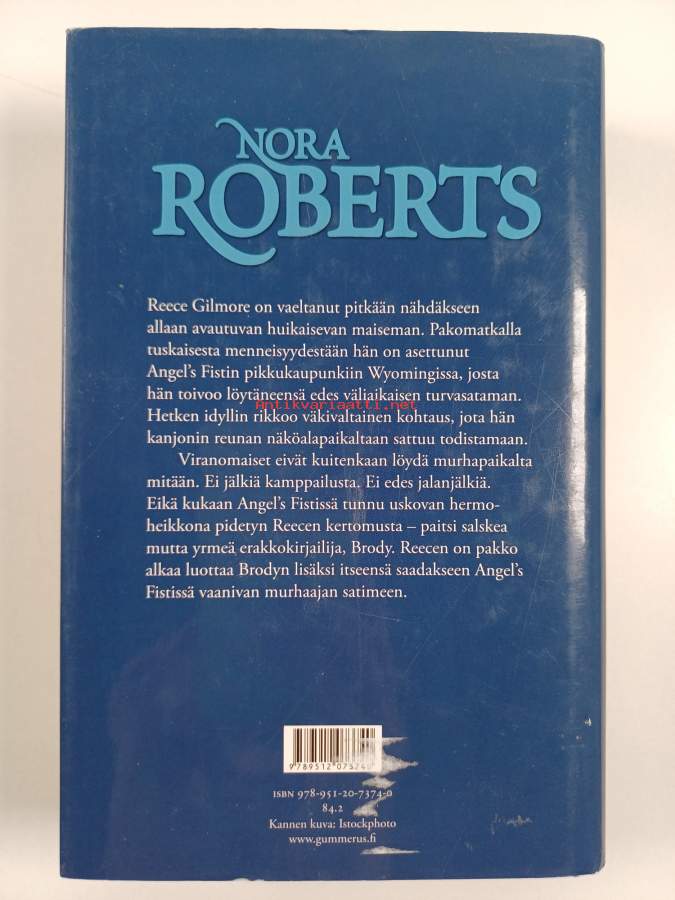 NORA
ROBERTS
Reece Gilmore on vaeltanut pitkään nähdäkseen
allaan avautuvan huikaisevan maiseman. Pakomatkalla
tuskaisesta menneisyydestään hän on asettunut
Angel's Fistin pikkukaupunkiin Wyomingissa, josta
hän toivoo löytäneensä edes väliaikaisen turvasataman.
Antikvariaatti.net
Hetken idyllin rikkoo väkivaltainen kohtaus, jota hän
kanjonin reunan näköalapaikaltaan sattuu todistamaan.
Viranomaiset eivät kuitenkaan löydä murhapaikalta
mitään. Ei jälkiä kamppailusta. Ei edes jalanjälkiä.
Eikä kukaan Angel's Fistissä tunnu uskovan hermo-
heikkona pidetyn Reecen kertomusta – paitsi salskea
mutta yrmeä erakkokirjailija, Brody. Reecen on pakko
alkaa luottaa Brodyn lisäksi itseensä saadakseen Angel's
Fistissä vaanivan murhaajan satimeen.
9789512073740
ISBN 978-951-20-7374-0
84.2
Kannen kuva: Istockphoto
www.gummerus.fi